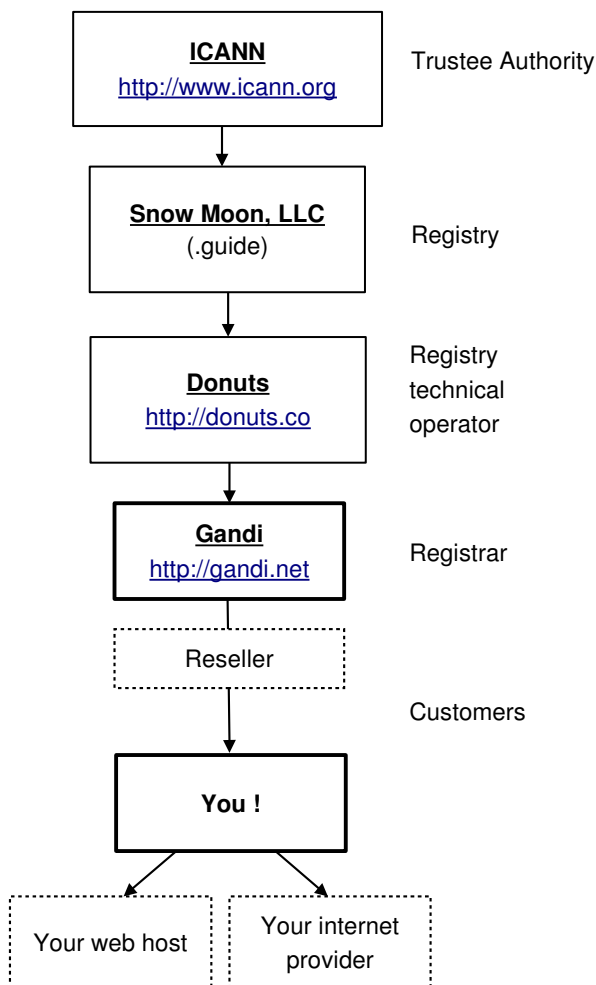 ICANN
http://www.icann.org
Trustee Authority
Snow Moon, LLC
(.guide)
Registry
Donuts
http://donuts.co
Registry
technical
operator
Gandi
http://gandi.net
Registrar
Reseller
Customers
You !
Your web host
Your internet
provider